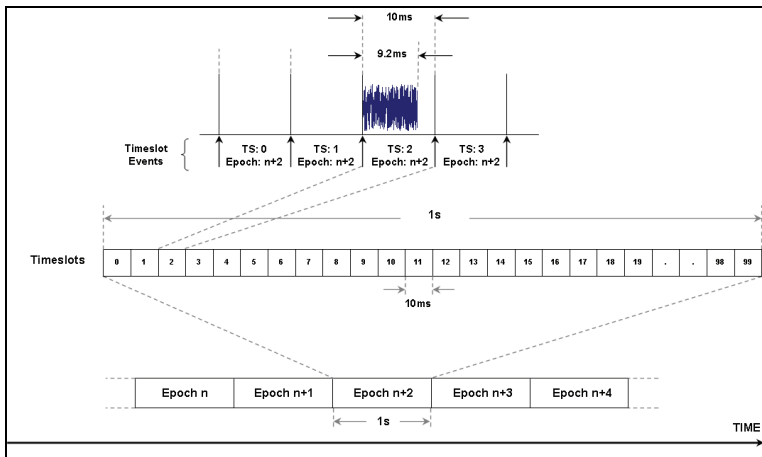 10ms
9.2ms
Timeslot Events
TS: 0 TS: 1 TS: 2 TS: 3
Epoch: n+2 Epoch: n+2 Epoch: n+2 Epoch: n+2
1s
Timeslots 0 1 2 3 4 5 6 7 8 9 10 11 12 13 14 15 16 17 18 19 . . 98 99
10ms
Epoch n Epoch n+1 Epoch n+2 Epoch n+3 Epoch n+4
1s
TIME